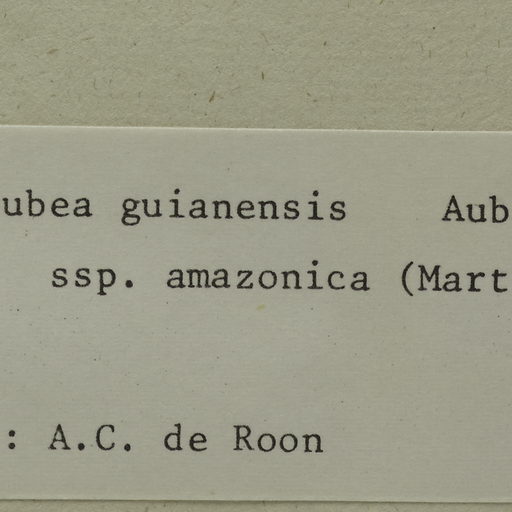 ubea guianensis Aub
ssp. amazonica (Mart
: A.C. de Roon